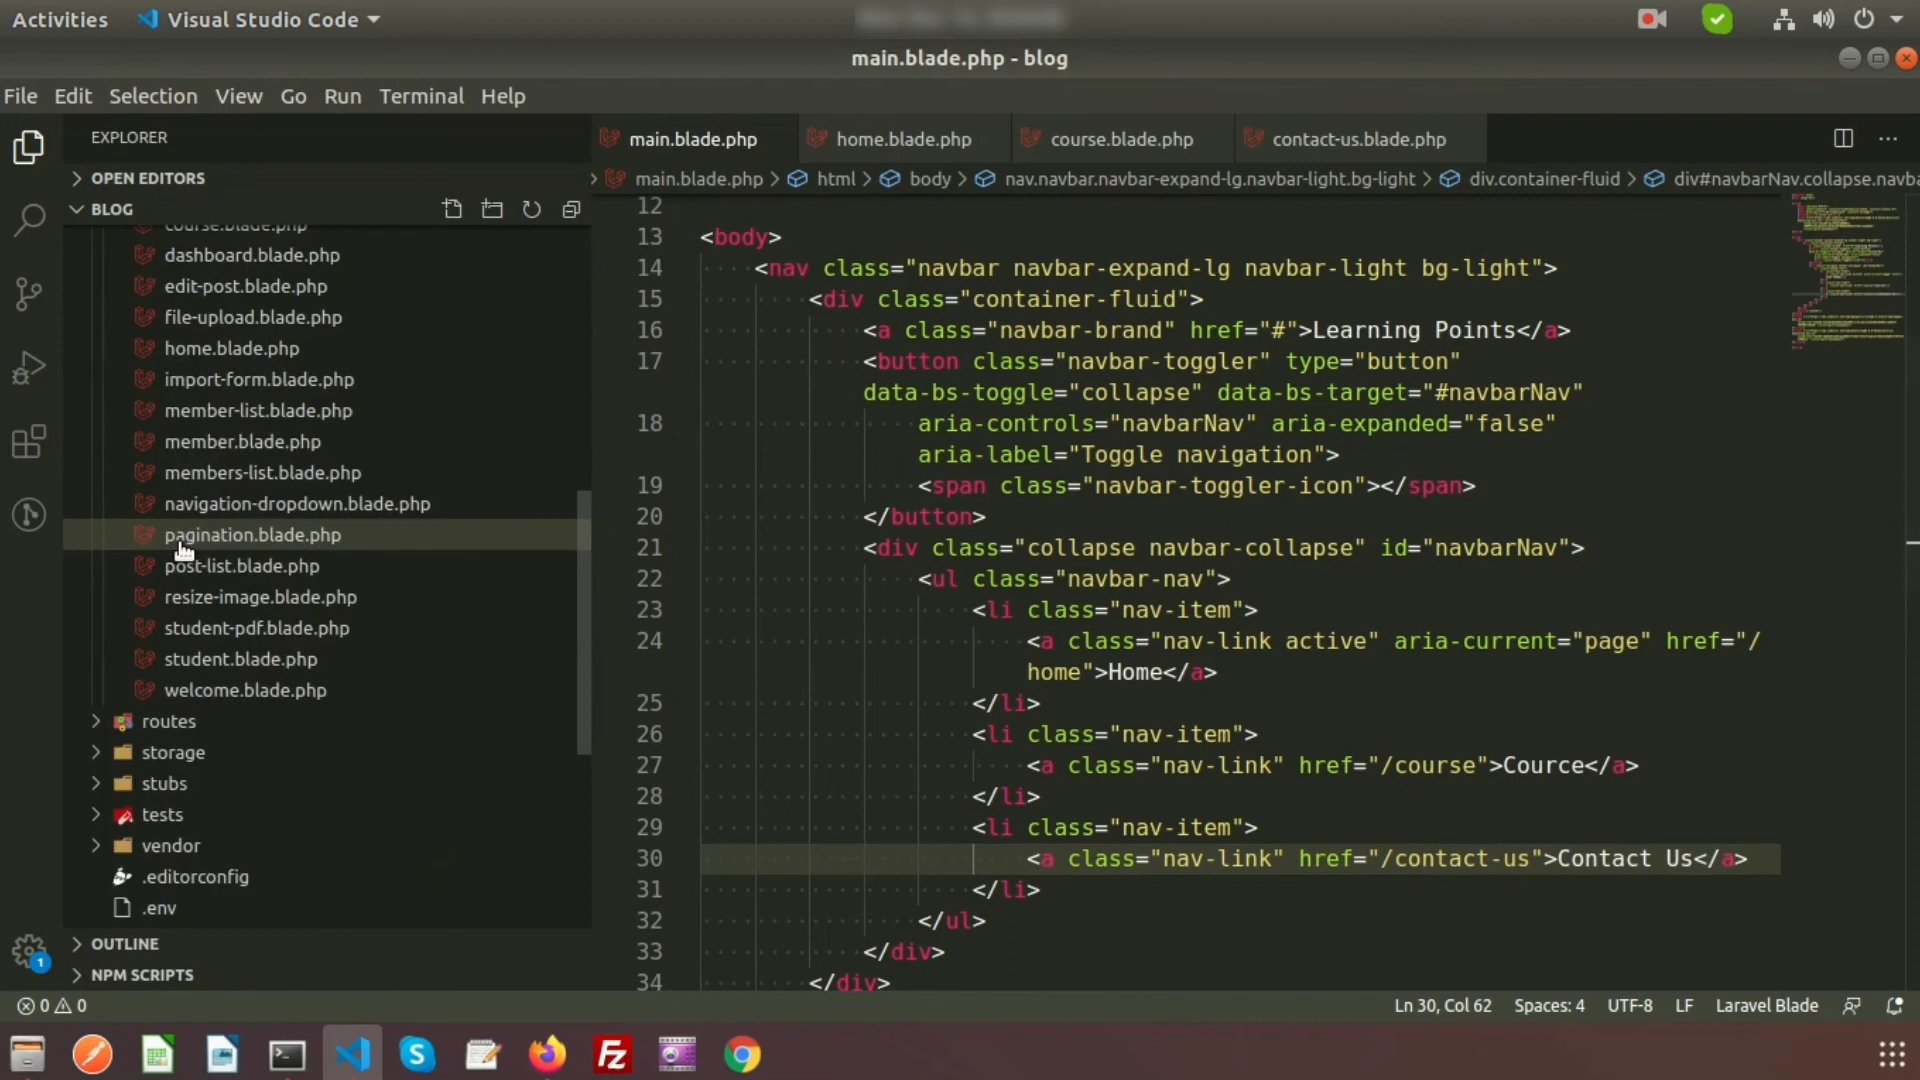 Activities
Visual Studio Code
main.blade.php - blog
File Edit Selection View Go Run Terminal Help
EXPLORER
OPEN EDITORS
BLOG
course.blade.php
dashboard.blade.php
edit-post.blade.php
file-upload.blade.php
home.blade.php
import-form.blade.php
member-list.blade.php
member.blade.php
members-list.blade.php
navigation-dropdown.blade.php
pagination.blade.php
post-list.blade.php
resize-image.blade.php
student-pdf.blade.php
student.blade.php
welcome.blade.php
routes
storage
stubs
tests
vendor
.editorconfig
.env
OUTLINE
NPM SCRIPTS
main.blade.php home.blade.php course.blade.php contact-us.blade.php
main.blade.php > html > body > nav.navbar.navbar-expand-lg.navbar-light.bg-light > div.container-fluid > div#navbarNav.collapse.navba
12
13 <body>
14 <nav class="navbar navbar-expand-lg navbar-light bg-light">
15 <div class="container-fluid">
16 <a class="navbar-brand" href="#">Learning Points</a>
17 <button class="navbar-toggler" type="button"
data-bs-toggle="collapse" data-bs-target="#navbarNav"
18 aria-controls="navbarNav" aria-expanded="false"
aria-label="Toggle navigation">
19 <span class="navbar-toggler-icon"></span>
20 </button>
21 <div class="collapse navbar-collapse" id="navbarNav">
22 <ul class="navbar-nav">
23 <li class="nav-item">
24 <a class="nav-link active" aria-current="page" href="/
home">Home</a>
25 </li>
26 <li class="nav-item">
27 <a class="nav-link" href="/course">Cource</a>
28 </li>
29 <li class="nav-item">
30 <a class="nav-link" href="/contact-us">Contact Us</a>
31 </li>
32 </ul>
33 </div>
34 </div>
1
0 0
Ln 30, Col 62 Spaces: 4 UTF-8 LF Laravel Blade
S
FZ